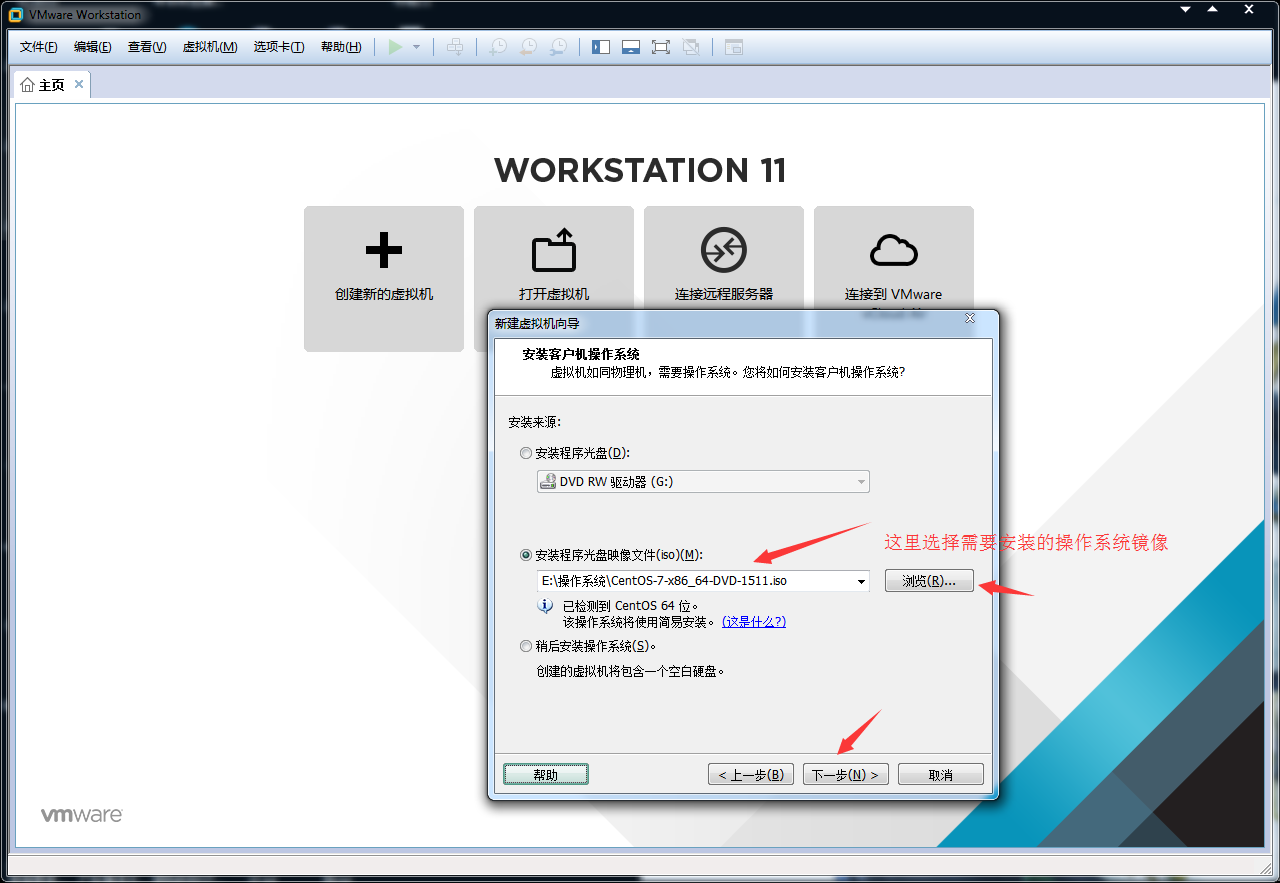 VMware Workstation
文件(F) 编辑(E) 查看(V) 虚拟机(M) 选项卡(T) 帮助(H)
主页
WORKSTATION 11
创建新的虚拟机
打开虚拟机
连接远程服务器
连接到 VMware
vCloud Air
新建虚拟机向导
安装客户机操作系统
虚拟机如同物理机，需要操作系统。您将如何安装客户机操作系统?
安装来源:
安装程序光盘(D):
DVD RW 驱动器 (G:)
安装程序光盘映像文件(iso)(M):
这里选择需要安装的操作系统镜像
E:\操作系统\CentOS-7-x86_64-DVD-1511.iso
浏览(R)...
已检测到 CentOS 64 位。
该操作系统将使用简易安装。 (这是什么?)
稍后安装操作系统(S)。
创建的虚拟机将包含一个空白硬盘。
帮助
< 上一步(B)
下一步(N) >
取消
vmware